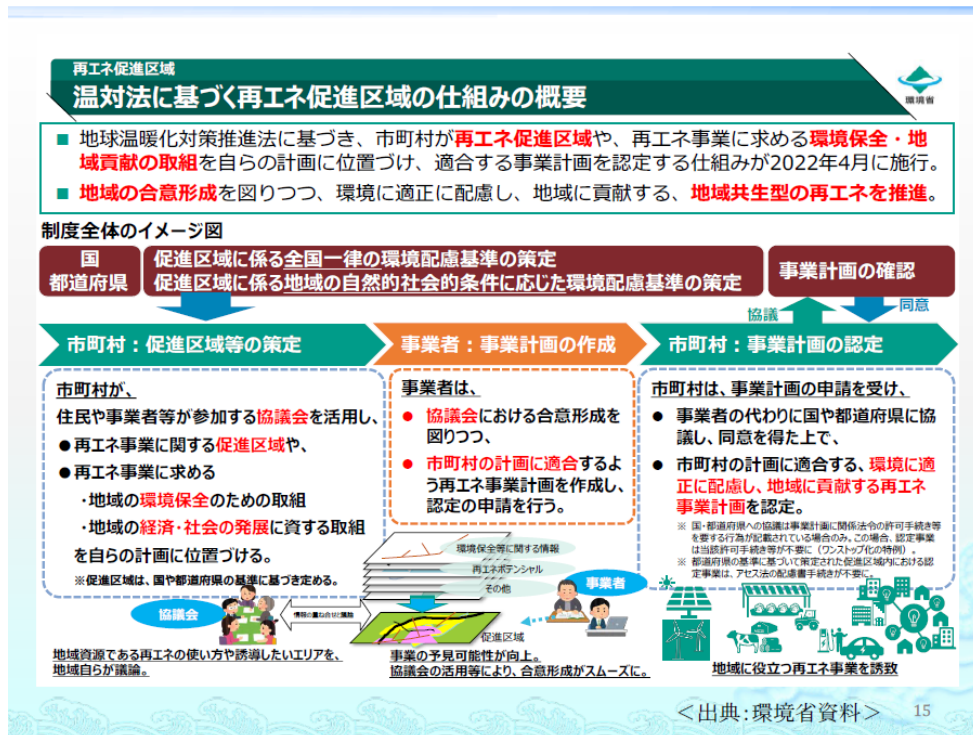 再エネ促進区域
温対法に基づく再エネ促進区域の仕組みの概要
環境省
■ 地球温暖化対策推進法に基づき、市町村が再エネ促進区域や、再エネ事業に求める環境保全・地
域貢献の取組を自らの計画に位置づけ、適合する事業計画を認定する仕組みが2022年4月に施行。
■ 地域の合意形成を図りつつ、環境に適正に配慮し、地域に貢献する、地域共生型の再エネを推進。
制度全体のイメージ図
国
都道府県
促進区域に係る全国一律の環境配慮基準の策定
促進区域に係る地域の自然的社会的条件に応じた環境配慮基準の策定
事業計画の確認
協議
同意
市町村：促進区域等の策定
市町村が、
住民や事業者等が参加する協議会を活用し、
●再エネ事業に関する促進区域や、
●再エネ事業に求める
・地域の環境保全のための取組
・地域の経済・社会の発展に資する取組
を自らの計画に位置づける。
※促進区域は、国や都道府県の基準に基づき定める。
事業者：事業計画の作成
事業者は、
● 協議会における合意形成を
図りつつ、
● 市町村の計画に適合するよ
う再エネ事業計画を作成し、
認定の申請を行う。
市町村：事業計画の認定
市町村は、事業計画の申請を受け、
● 事業者の代わりに国や都道府県に協
議し、同意を得た上で、
● 市町村の計画に適合する、環境に適
正に配慮し、地域に貢献する再エネ
事業計画を認定。
※ 国・都道府県への協議は事業計画に関係法令の許可手続き等
を要する行為が記載されている場合のみ。この場合、認定事業
は当該許可手続き等が不要に（ワンストップ化の特例）。
※ 都道府県の基準に基づいて策定された促進区域内における認
定事業は、アセス法の配慮書手続きが不要に。
環境保全等に関する情報
再エネポテンシャル
その他
協議会
情報の重ね合せと議論
事業者
促進区域
地域資源である再エネの使い方や誘導したいエリアを、
地域自らが議論。
事業の予見可能性が向上。
協議会の活用等により、合意形成がスムーズに。
地域に役立つ再エネ事業を誘致
＜出典:環境省資料＞
15